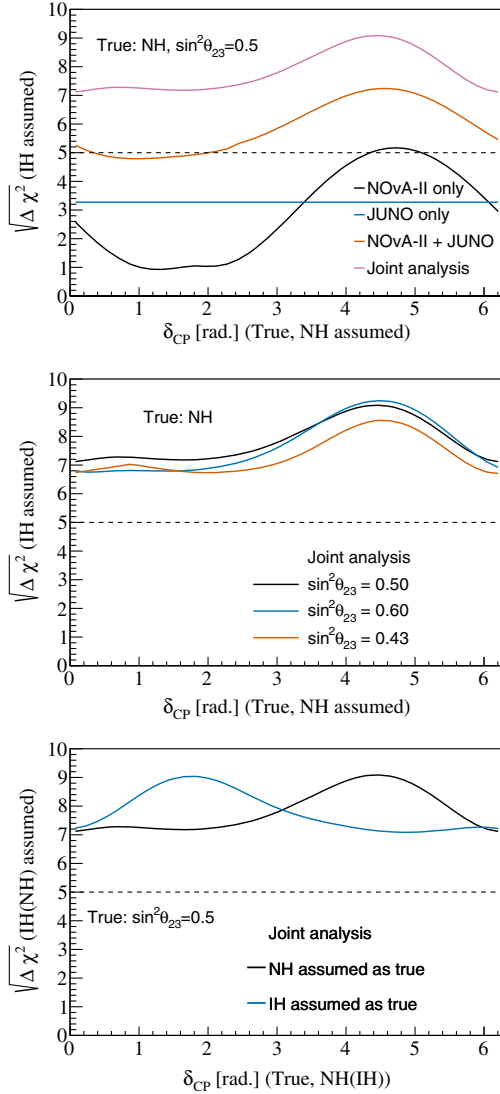 True: NH, sin²θ₂₃=0.5
10
9
8
7
6
5
4
3
2
1
0
√Δ χ² (IH assumed)
NOvA-II only
JUNO only
NOvA-II + JUNO
Joint analysis
0 1 2 3 4 5 6
δCP [rad.] (True, NH assumed)
True: NH
10
9
8
7
6
5
4
3
2
1
0
√Δ χ² (IH assumed)
Joint analysis
sin²θ₂₃ = 0.50
sin²θ₂₃ = 0.60
sin²θ₂₃ = 0.43
0 1 2 3 4 5 6
δCP [rad.] (True, NH assumed)
10
9
8
7
6
5
4
3
2
1
0
√Δ χ² (IH(NH) assumed)
True: sin²θ₂₃=0.5
Joint analysis
NH assumed as true
IH assumed as true
0 1 2 3 4 5 6
δCP [rad.] (True, NH(IH))